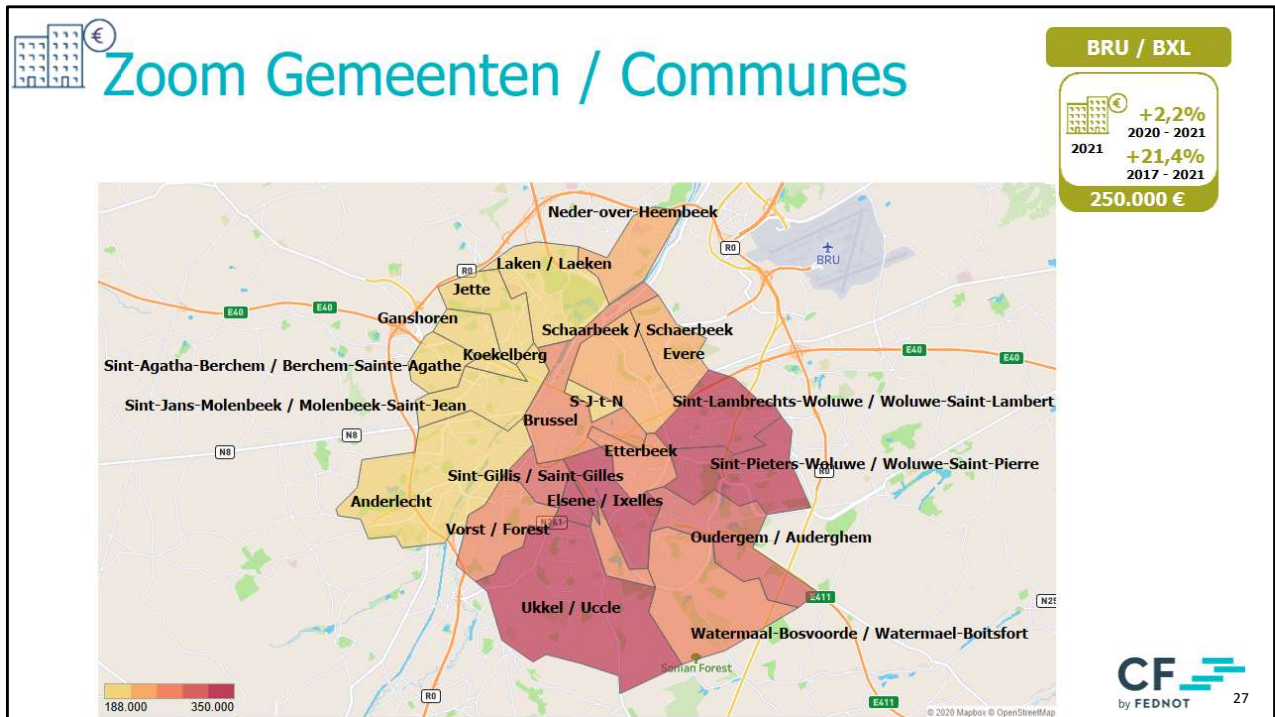 €
Zoom Gemeenten / Communes
BRU / BXL
€
+2,2%
2020 - 2021
2021
+21,4%
2017 - 2021
250.000 €
Neder-over-Heembeek
R0
BRU
Laken / Laeken
R0
Jette
E40
E40
Ganshoren
Schaarbeek / Schaerbeek
Koekelberg
Evere
E40
E40
Sint-Agatha-Berchem / Berchem-Sainte-Agathe
S-J-t-N
Sint-Lambrechts-Woluwe / Woluwe-Saint-Lambert
Sint-Jans-Molenbeek / Molenbeek-Saint-Jean
Brussel
N8
N8
Etterbeek
Sint-Pieters-Woluwe / Woluwe-Saint-Pierre
R0
Sint-Gillis / Saint-Gilles
Anderlecht
Elsene / Ixelles
Vorst / Forest
N261
Oudergem / Auderghem
E411
N25
Ukkel / Uccle
Watermaal-Bosvoorde / Watermael-Boitsfort
Sonian Forest
R0
E411
188.000
350.000
© 2020 Mapbox © OpenStreetMap
CF
by FEDNOT
27